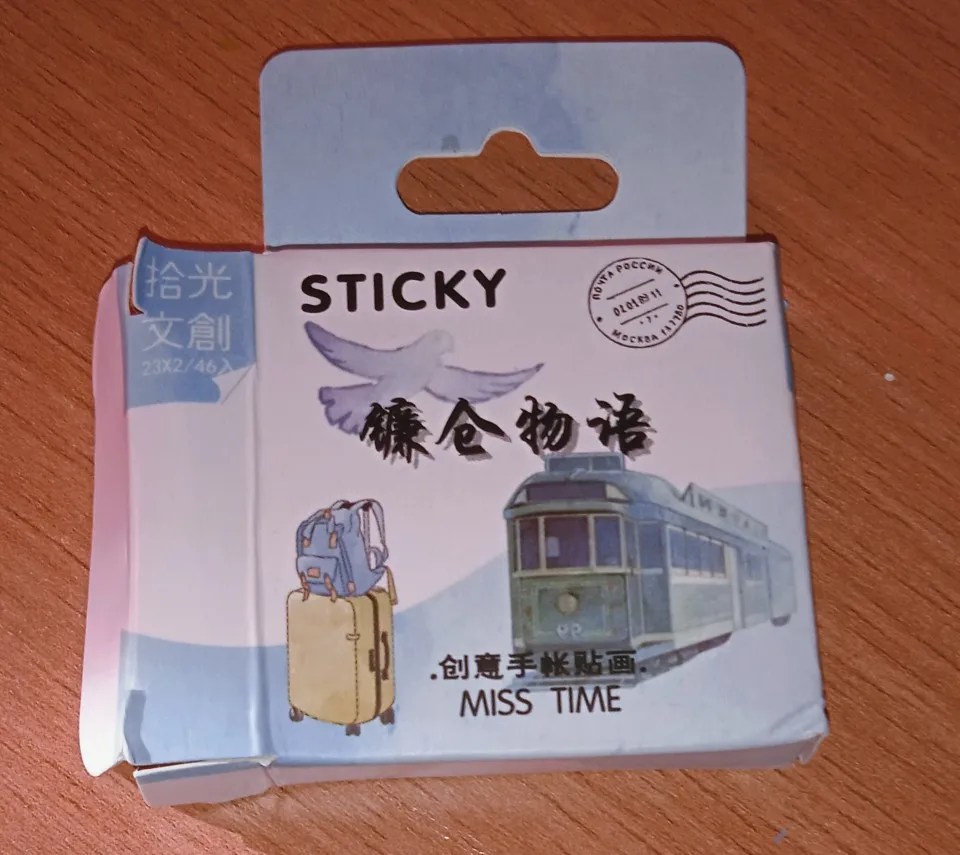 拾光
文創
23X2/46入
STICKY
ПОЧТА РОССИИ
镰仓物语
.创意手帐贴画.
MISS TIME